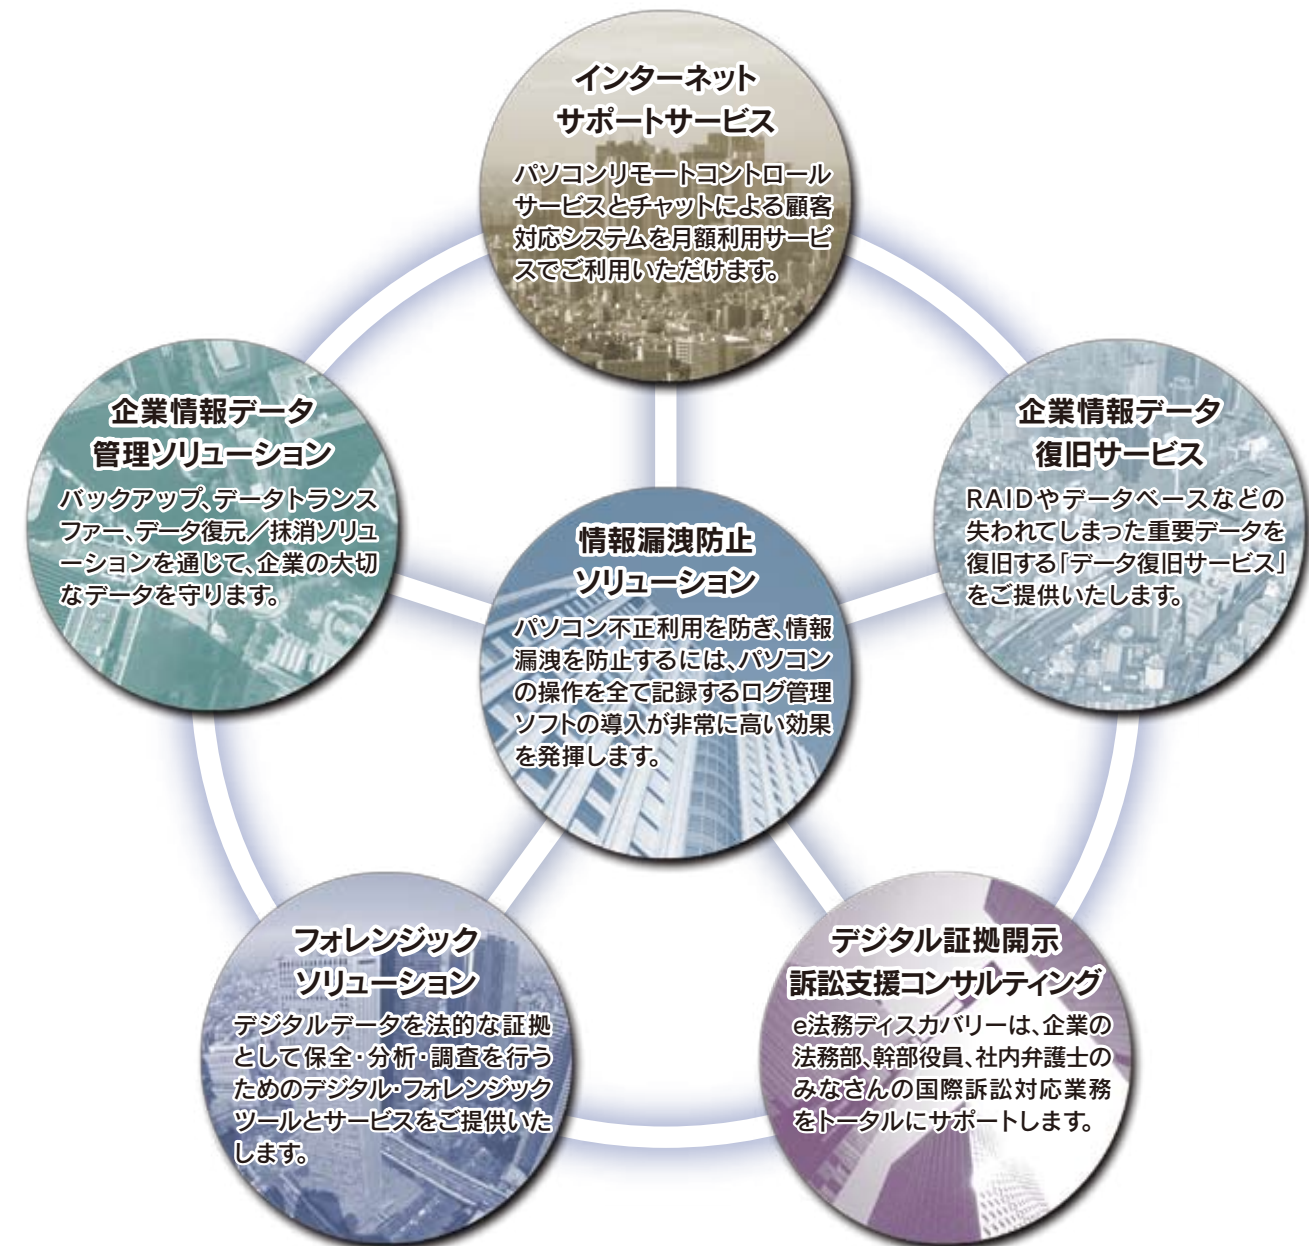 インターネット
サポートサービス
パソコンリモートコントロール
サービスとチャットによる顧客
対応システムを月額利用サービ
スでご利用いただけます。
企業情報データ
管理ソリューション
バックアップ、データトランス
ファー、データ復元／抹消ソリュ
ーションを通じて、企業の大切
なデータを守ります。
企業情報データ
復旧サービス
RAIDやデータベースなどの
失われてしまった重要データを
復旧する「データ復旧サービス」
をご提供いたします。
情報漏洩防止
ソリューション
パソコン不正利用を防ぎ、情報
漏洩を防止するには、パソコン
の操作を全て記録するログ管理
ソフトの導入が非常に高い効果
を発揮します。
フォレンジック
ソリューション
デジタルデータを法的な証拠
として保全・分析・調査を行う
ためのデジタル・フォレンジック
ツールとサービスをご提供いた
します。
デジタル証拠開示
訴訟支援コンサルティング
e法務ディスカバリーは、企業の
法務部、幹部役員、社内弁護士の
みなさんの国際訴訟対応業務
をトータルにサポートします。